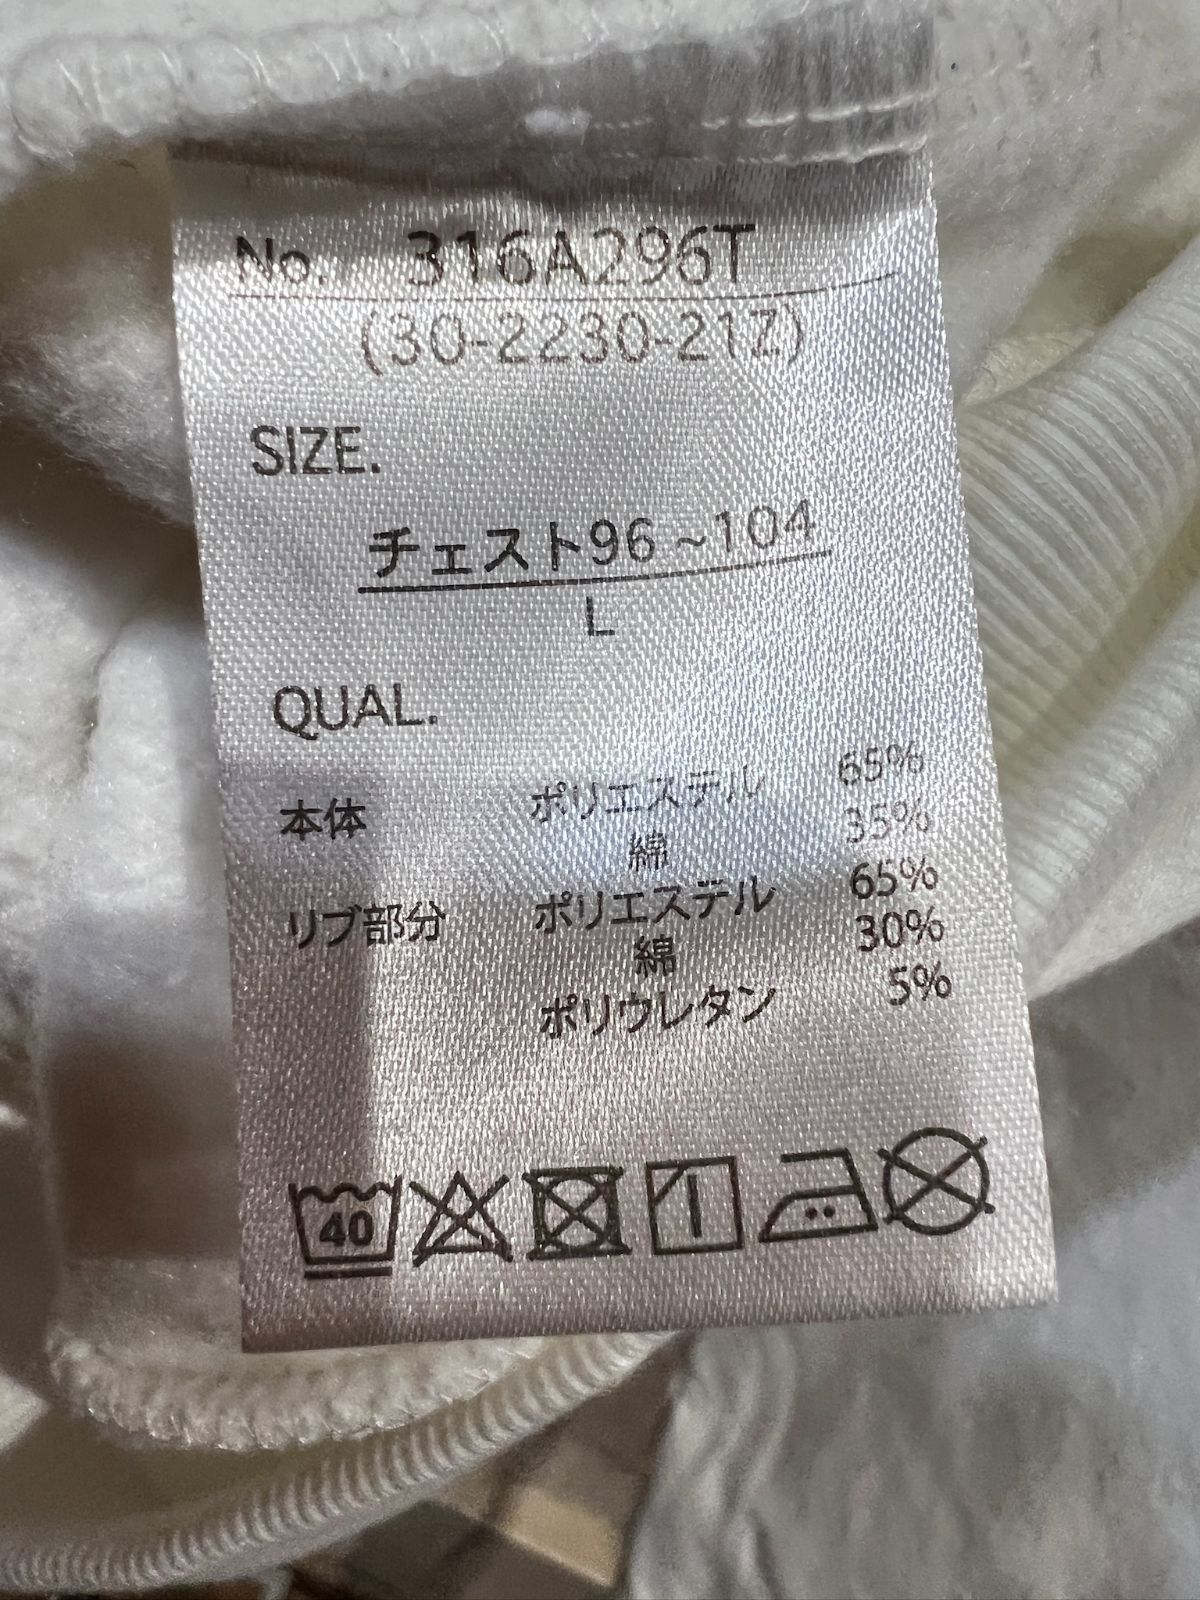 No. 316A296T
(30-2230-21Z)
SIZE.
チェスト96~104
L
QUAL.
本体 ポリエステル 65%
綿 35%
リブ部分 ポリエステル 65%
綿 30%
ポリウレタン 5%
40